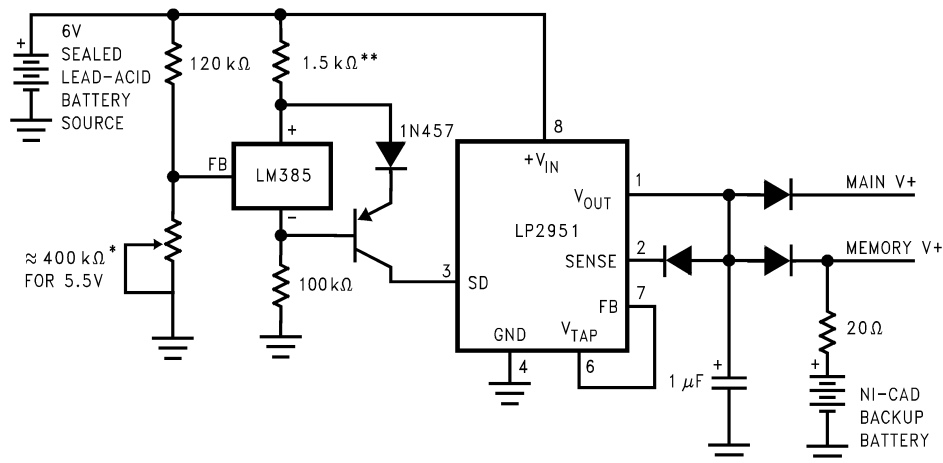 6V
SEALED
LEAD-ACID
BATTERY
SOURCE
+
120 kΩ
1.5 kΩ**
1N457
FB
LM385
+
−
≈ 400 kΩ*
FOR 5.5V
100kΩ
8
+VIN
1
VOUT
LP2951
2
SENSE
3
SD
7
FB
GND
VTAP
4
6
MAIN V+
MEMORY V+
20Ω
+
1 µF
+
NI-CAD
BACKUP
BATTERY